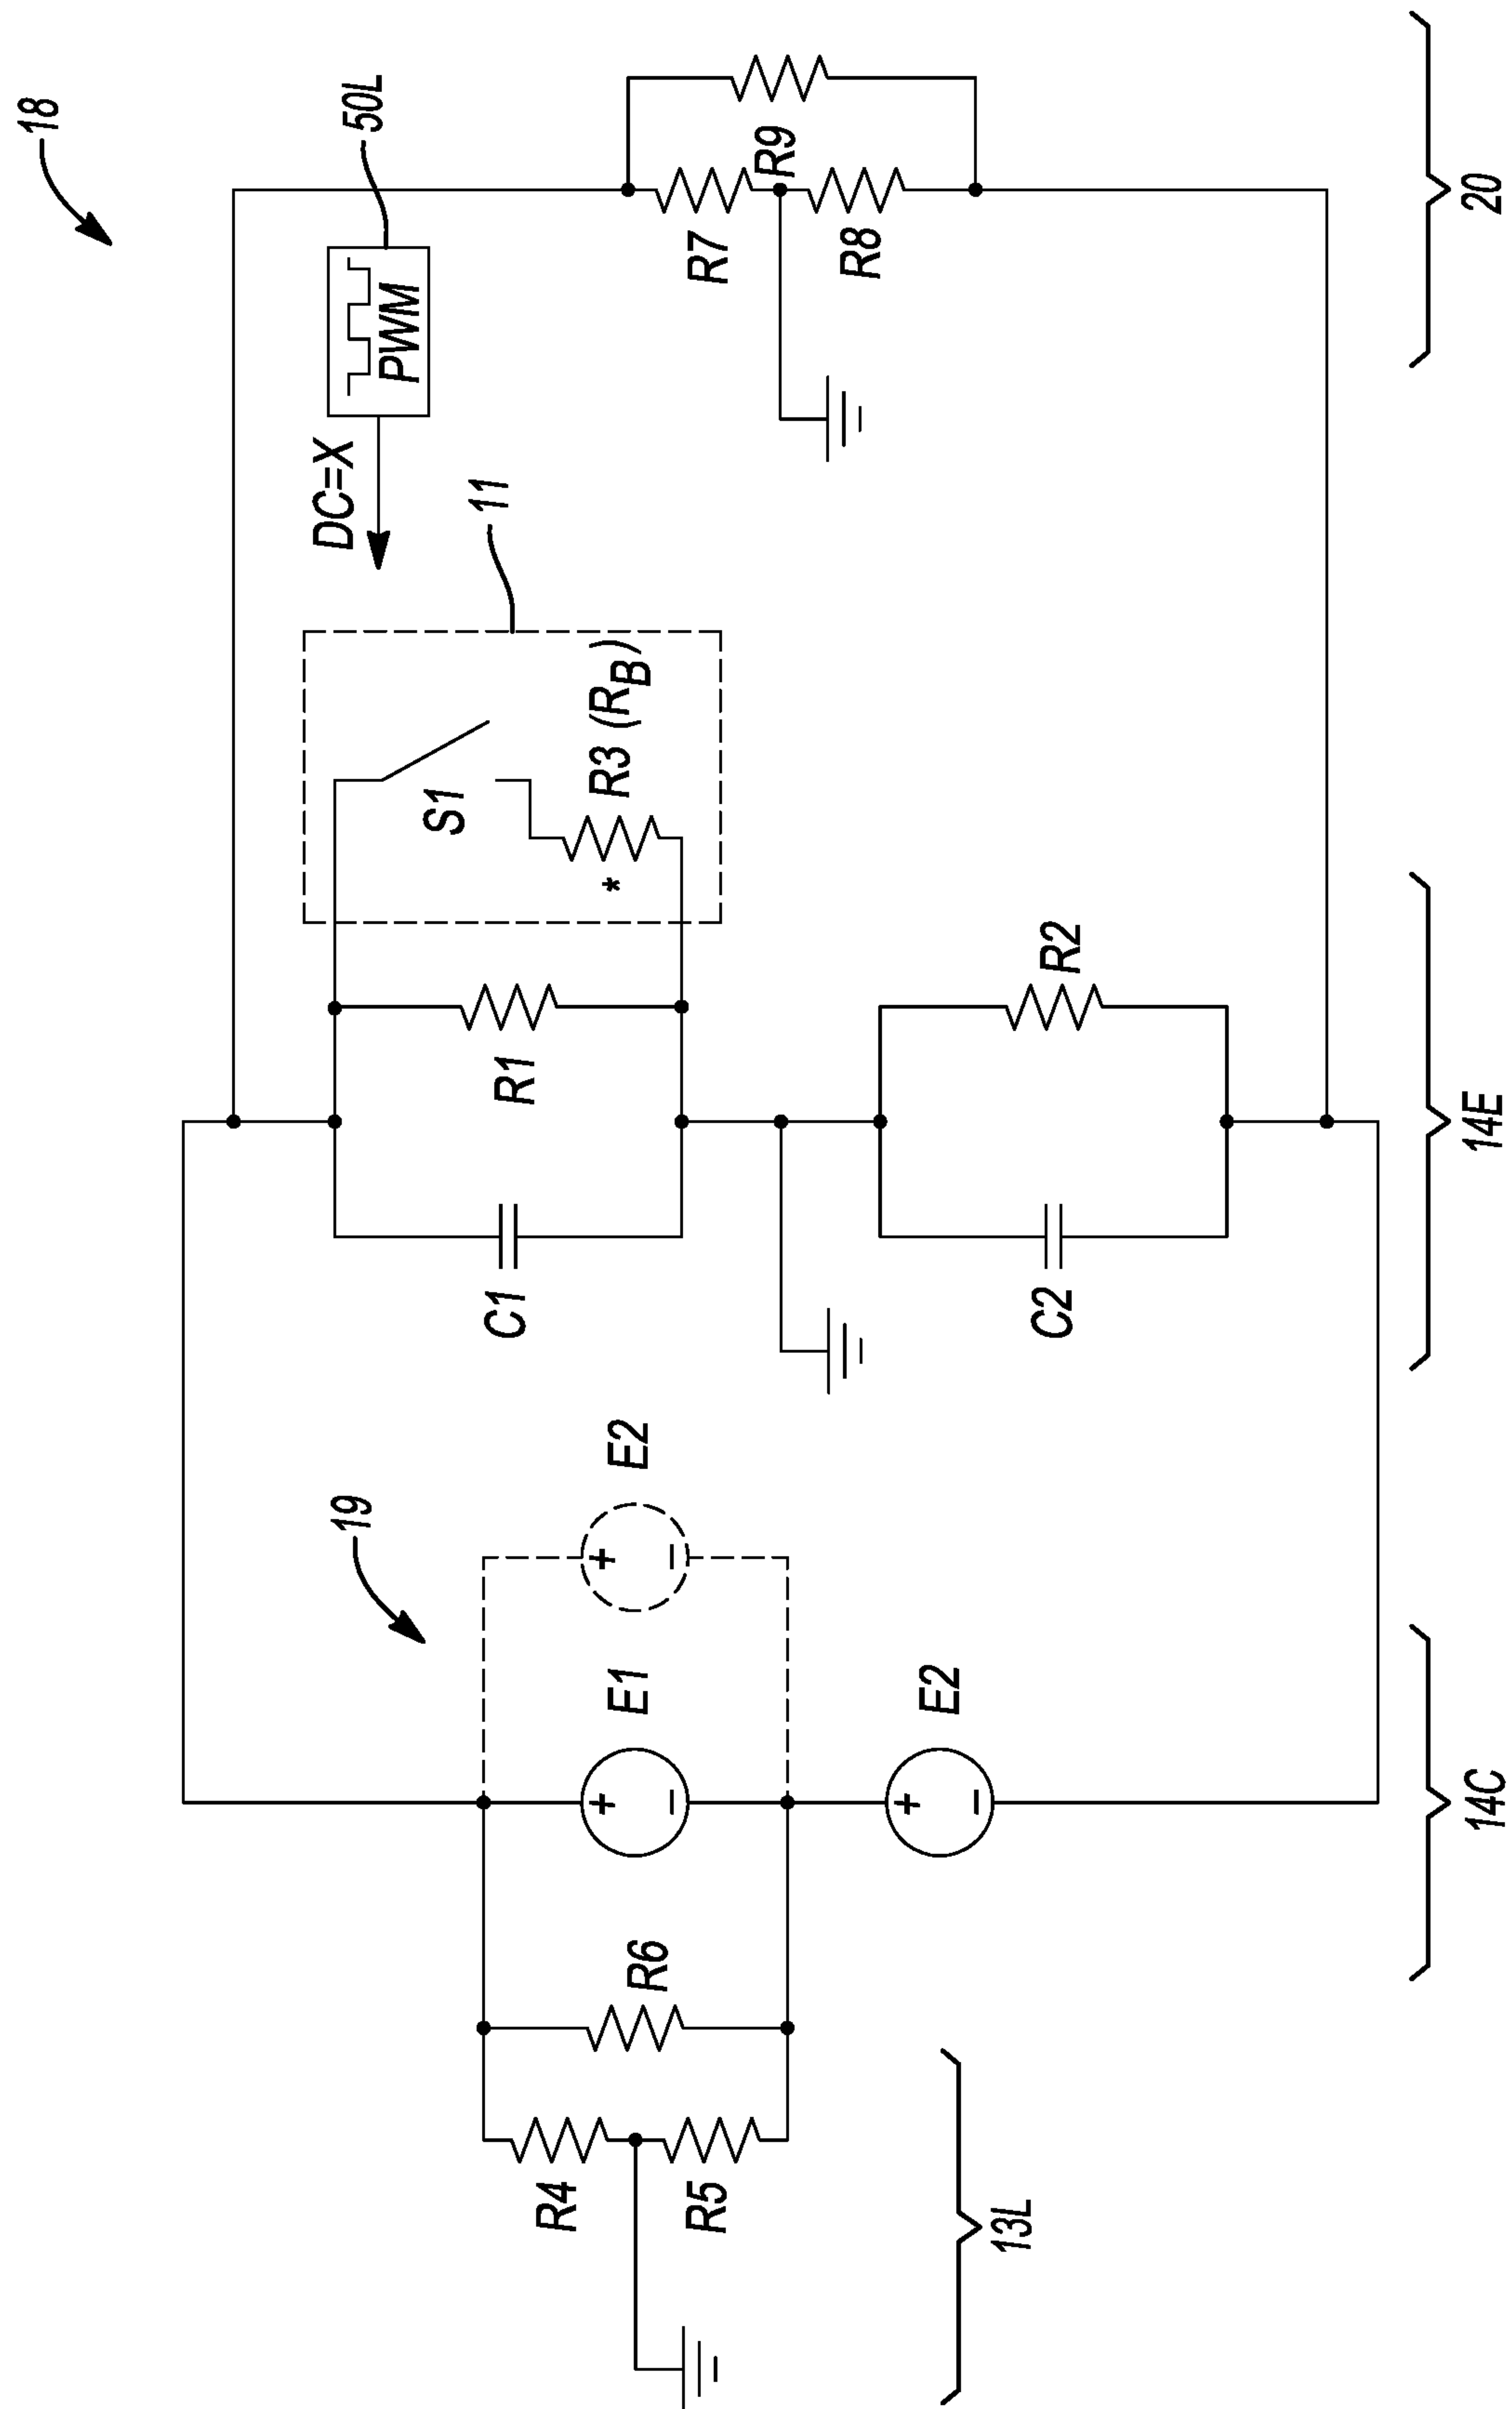 18
50L
PWM
DC=X
11
S1
R3 (RB)
*
R7
R9
R8
R1
C1
R2
C2
19
E2
+
−
E1
+
−
E2
+
−
R6
R4
R5
13L
14C
14E
20